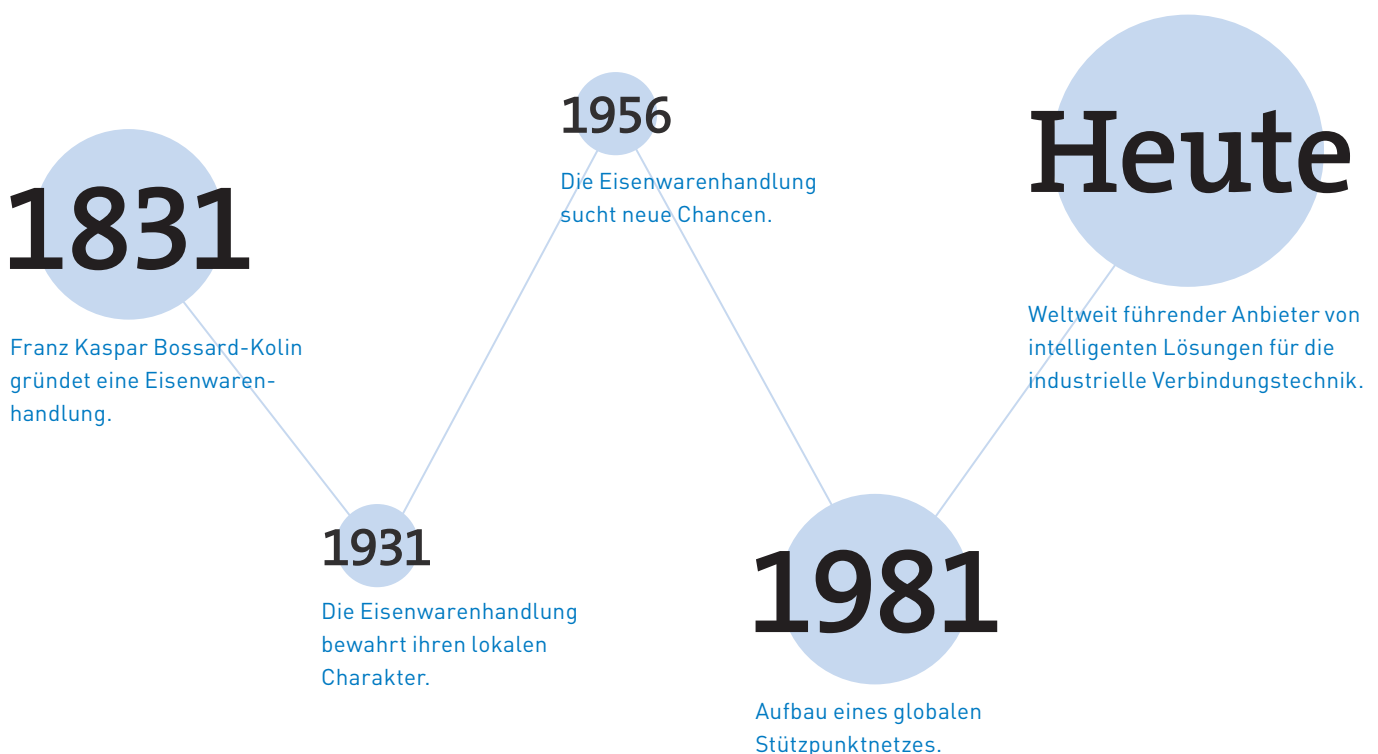 1831
Franz Kaspar Bossard-Kolin
gründet eine Eisenwaren-
handlung.
1931
Die Eisenwarenhandlung
bewahrt ihren lokalen
Charakter.
1956
Die Eisenwarenhandlung
sucht neue Chancen.
1981
Aufbau eines globalen
Stützpunktnetzes.
Heute
Weltweit führender Anbieter von
intelligenten Lösungen für die
industrielle Verbindungstechnik.